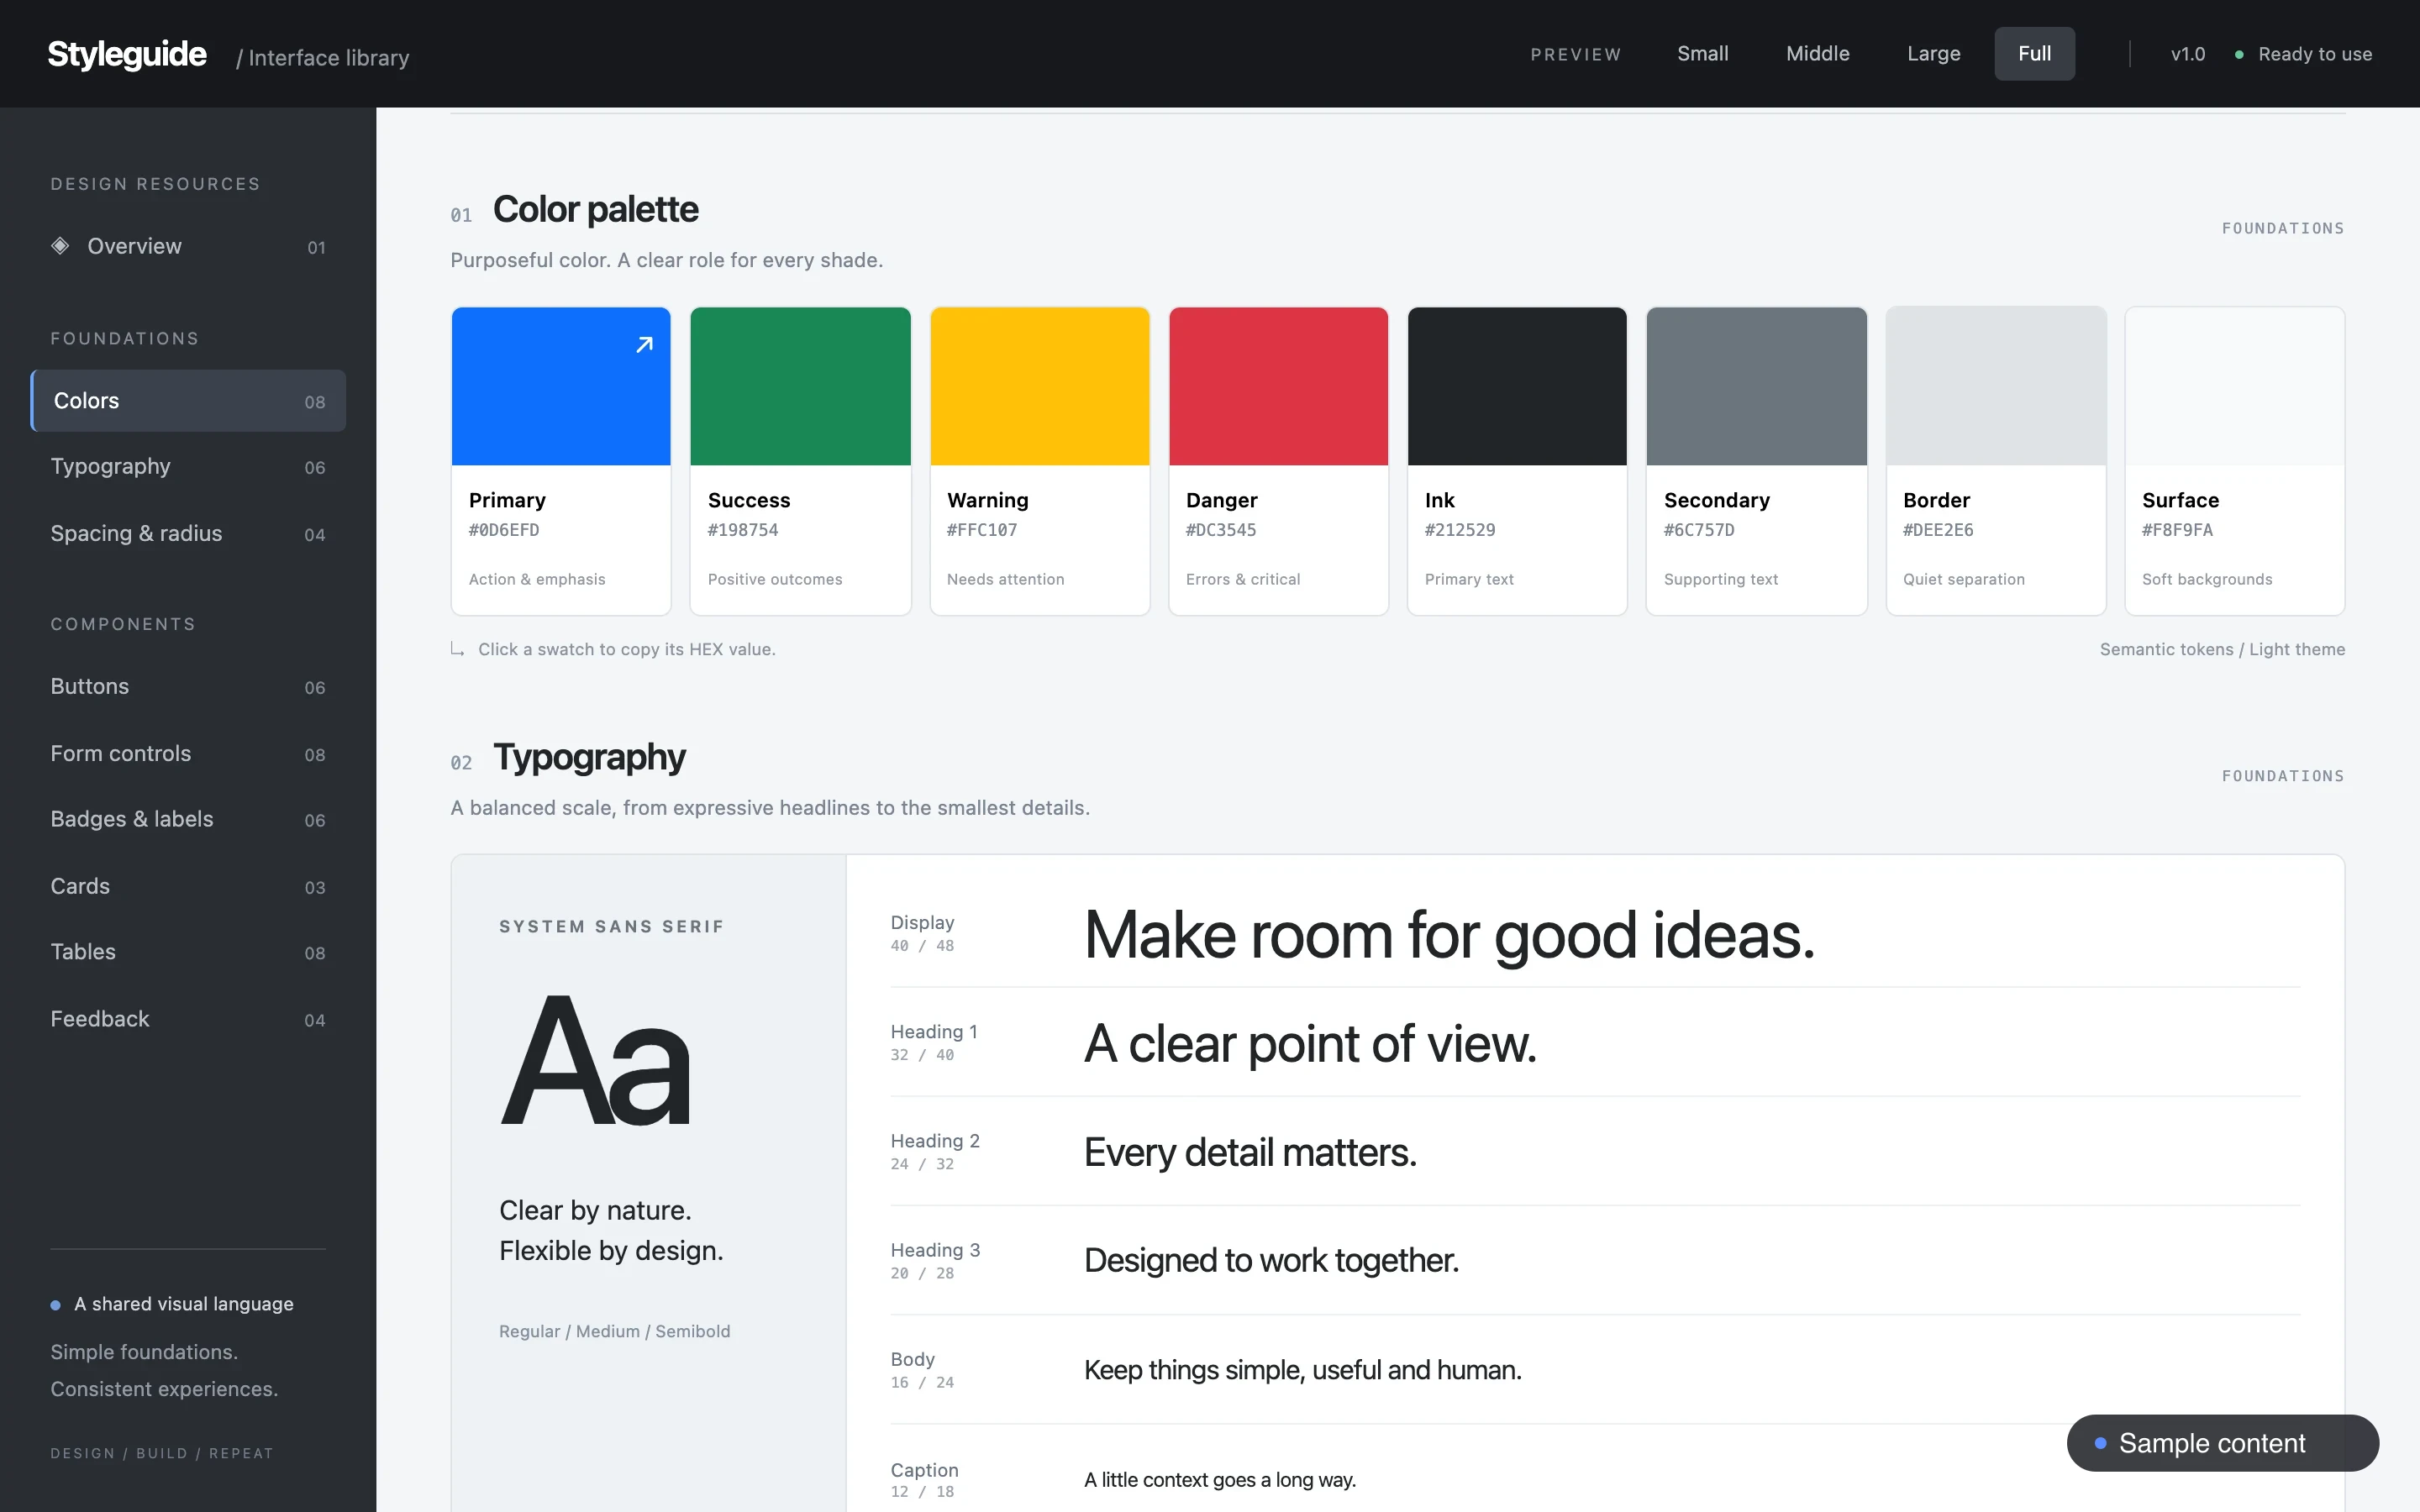 Styleguide / Interface library
PREVIEW Small Middle Large Full v1.0 Ready to use
DESIGN RESOURCES
Overview 01
FOUNDATIONS
Colors 08
Typography 06
Spacing & radius 04
COMPONENTS
Buttons 06
Form controls 08
Badges & labels 06
Cards 03
Tables 08
Feedback 04
A shared visual language
Simple foundations.
Consistent experiences.
DESIGN / BUILD / REPEAT
01 Color palette
FOUNDATIONS
Purposeful color. A clear role for every shade.
Primary
#0D6EFD
Action & emphasis
Success
#198754
Positive outcomes
Warning
#FFC107
Needs attention
Danger
#DC3545
Errors & critical
Ink
#212529
Primary text
Secondary
#6C757D
Supporting text
Border
#DEE2E6
Quiet separation
Surface
#F8F9FA
Soft backgrounds
Click a swatch to copy its HEX value.
Semantic tokens / Light theme
02 Typography
FOUNDATIONS
A balanced scale, from expressive headlines to the smallest details.
SYSTEM SANS SERIF
Aa
Clear by nature.
Flexible by design.
Regular / Medium / Semibold
Display
40 / 48
Make room for good ideas.
Heading 1
32 / 40
A clear point of view.
Heading 2
24 / 32
Every detail matters.
Heading 3
20 / 28
Designed to work together.
Body
16 / 24
Keep things simple, useful and human.
Caption
12 / 18
A little context goes a long way.
Sample content